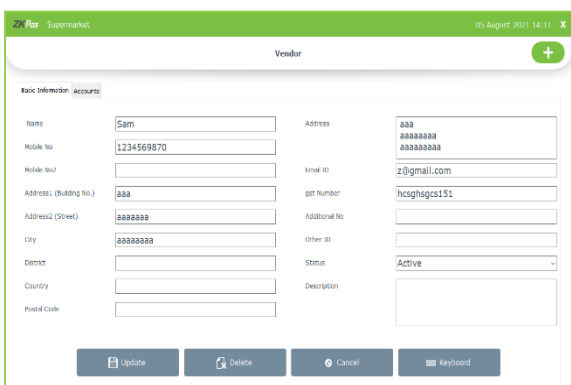 ZKPos Supermarket 05 August 2021 14:11 X
Vendor
+
Basic Information Accounts
Name Sam
Mobile No 1234569870
Mobile No2
Address1 (Building No.) aaa
Address2 (Street) aaaaaaa
City aaaaaaaa
District
Country
Postal Code
Address aaa
aaaaaaaa
aaaaaaaaa
Email ID z@gmail.com
gst Number hcsghsgcs151
Additional No
Other ID
Status Active
Description
Update Delete Cancel Keyboard